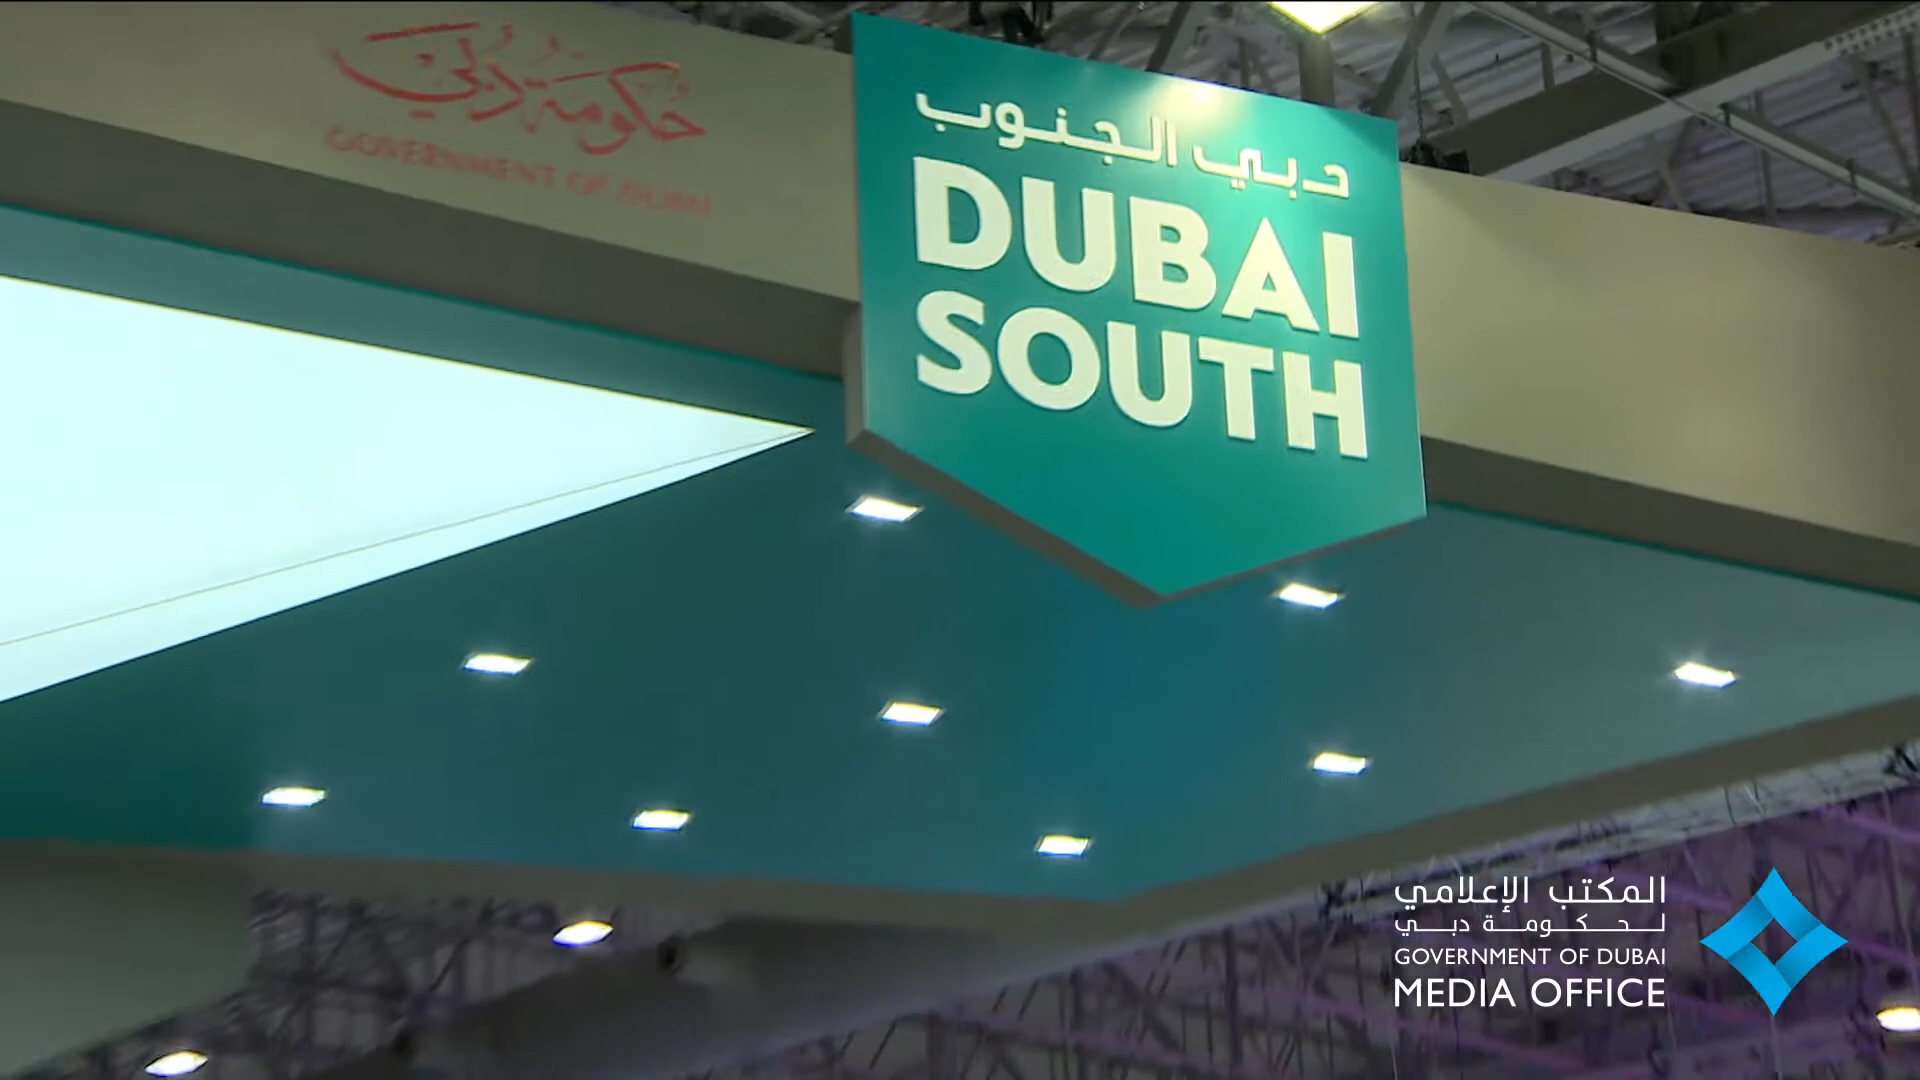 حكومة دبي
GOVERNMENT OF DUBAI
دبي الجنوب
DUBAI
SOUTH
المكتب الإعلامي
لحكومة دبي
GOVERNMENT OF DUBAI
MEDIA OFFICE